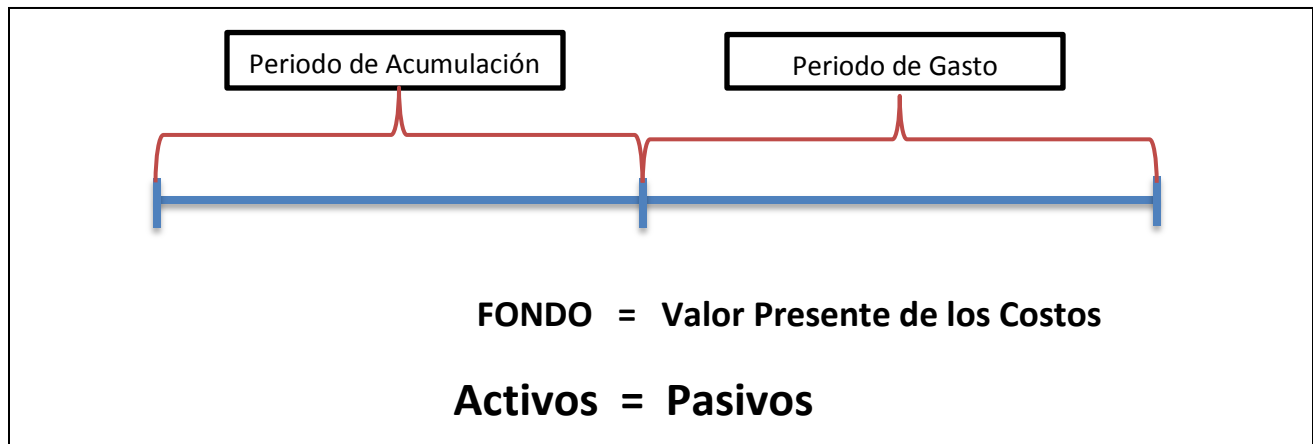 Periodo de Acumulación
Periodo de Gasto
FONDO = Valor Presente de los Costos
Activos = Pasivos